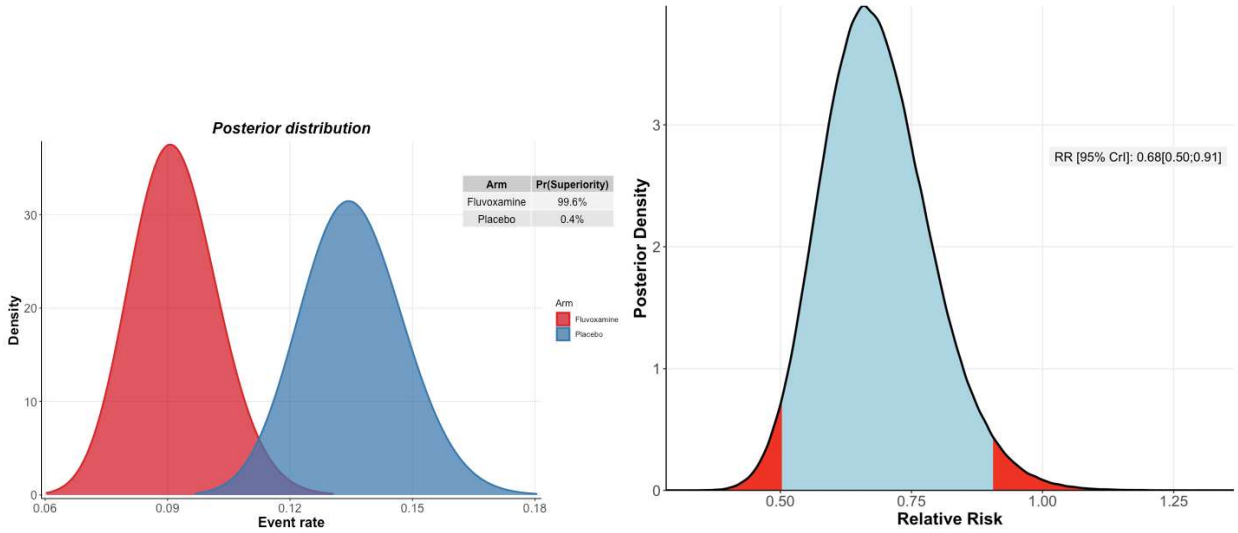 Posterior distribution
Density
30
20
10
0
0.06
0.09
0.12
0.15
0.18
Event rate
Arm Pr(Superiority)
Fluvoxamine 99.6%
Placebo 0.4%
Arm
Fluvoxamine
Placebo
Posterior Density
3
2
1
0
0.50
0.75
1.00
1.25
Relative Risk
RR [95% CrI]: 0.68[0.50;0.91]